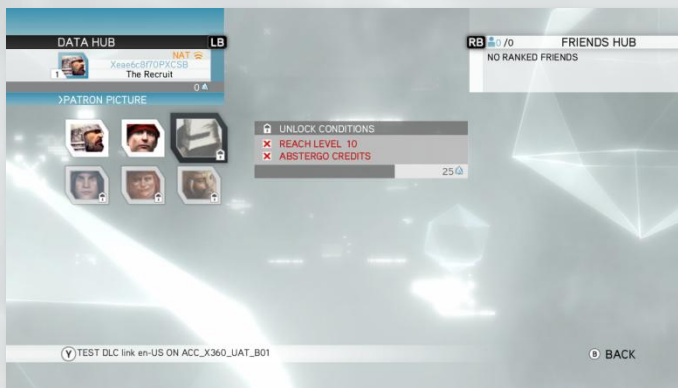 DATA HUB LB
NAT
Xeae6c8f70PXCSB
1 The Recruit
0
>PATRON PICTURE
RB 0 /0 FRIENDS HUB
NO RANKED FRIENDS
UNLOCK CONDITIONS
REACH LEVEL 10
ABSTERGO CREDITS
25
Y TEST DLC link en-US ON ACC_X360_UAT_B01
B BACK